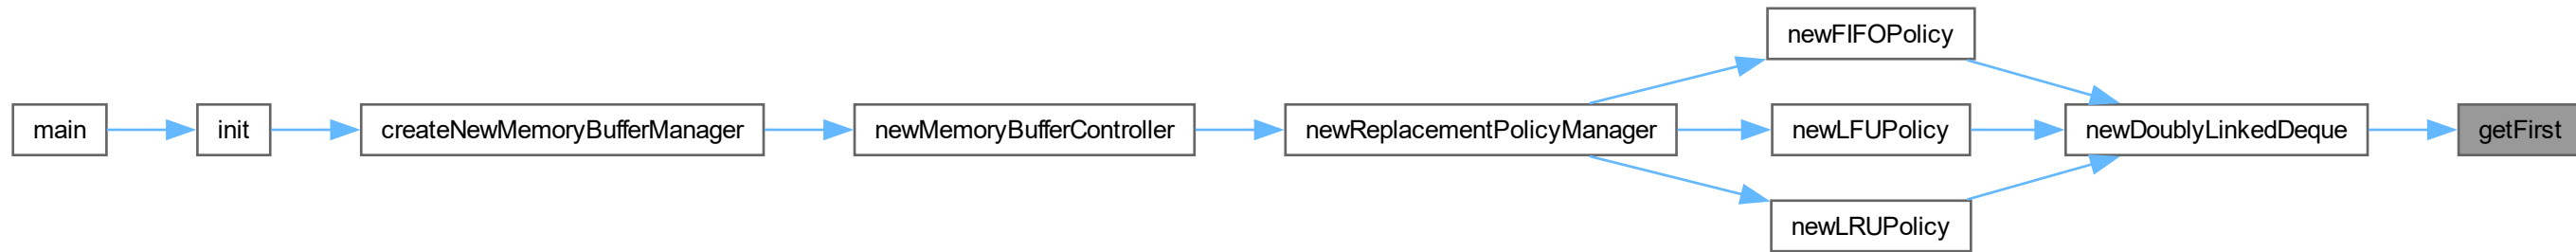 main
init
createNewMemoryBufferManager
newMemoryBufferController
newReplacementPolicyManager
newFIFOPolicy
newLFUPolicy
newLRUPolicy
newDoublyLinkedDeque
getFirst